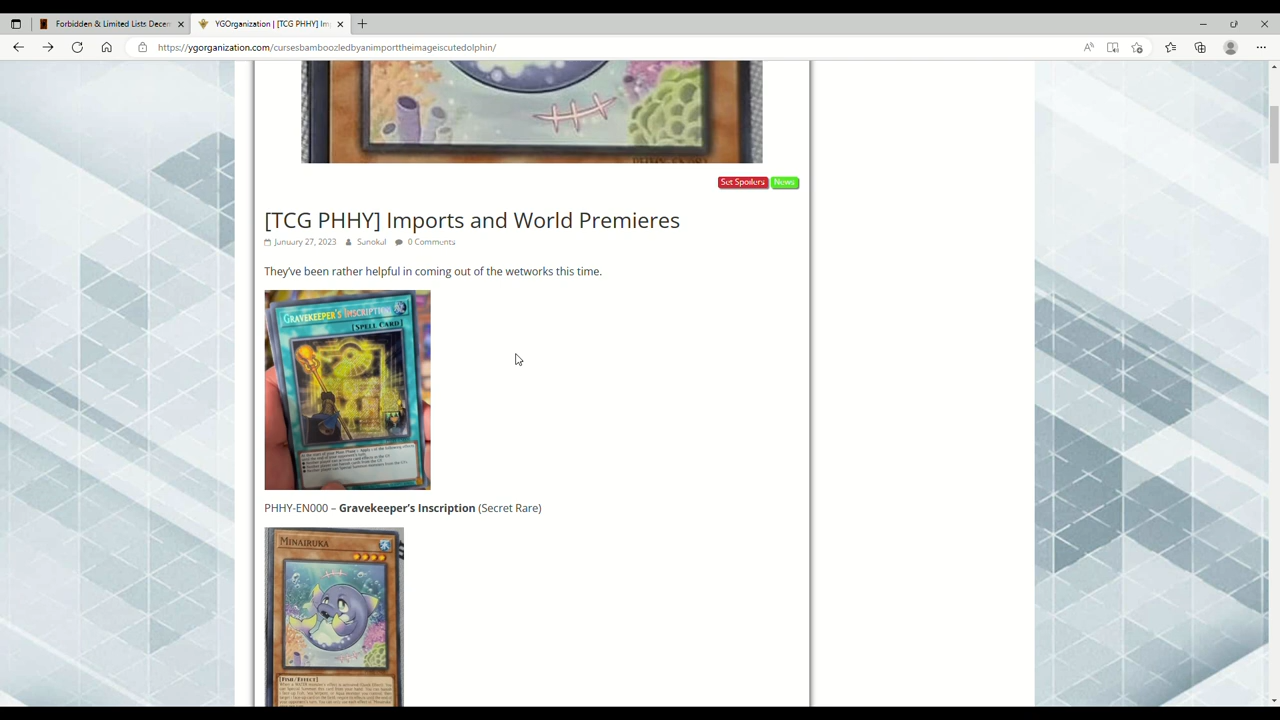 Forbidden & Limited Lists Decem
YGOrganization | [TCG PHHY] Im
https://ygorganization.com/cursesbamboozledbyanimporttheimageiscutedolphin/
Set Spoilers
News
[TCG PHHY] Imports and World Premieres
January 27, 2023
Sanokal
0 Comments
They've been rather helpful in coming out of the wetworks this time.
Gravekeeper's Inscription
[Spell Card]
PHHY-EN000 – Gravekeeper's Inscription (Secret Rare)
Minairuka
[Fish/Effect]